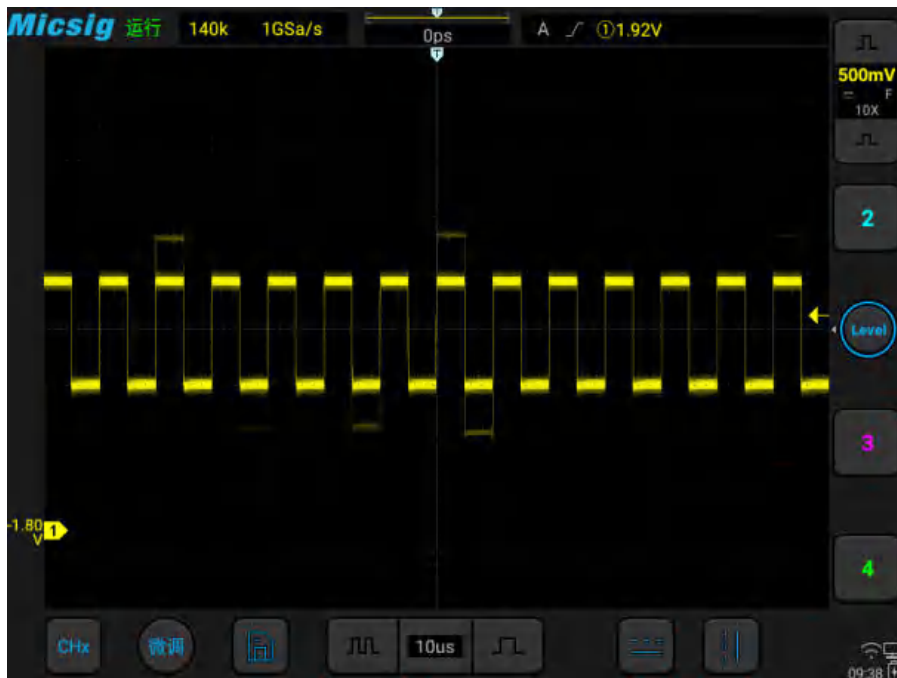 Micsig 运行 140k 1GSa/s 0ps A ①1.92V
T
500mV
F
10X
2
Level
3
-1.80 1
V
4
CHx 微调 10us
09:38